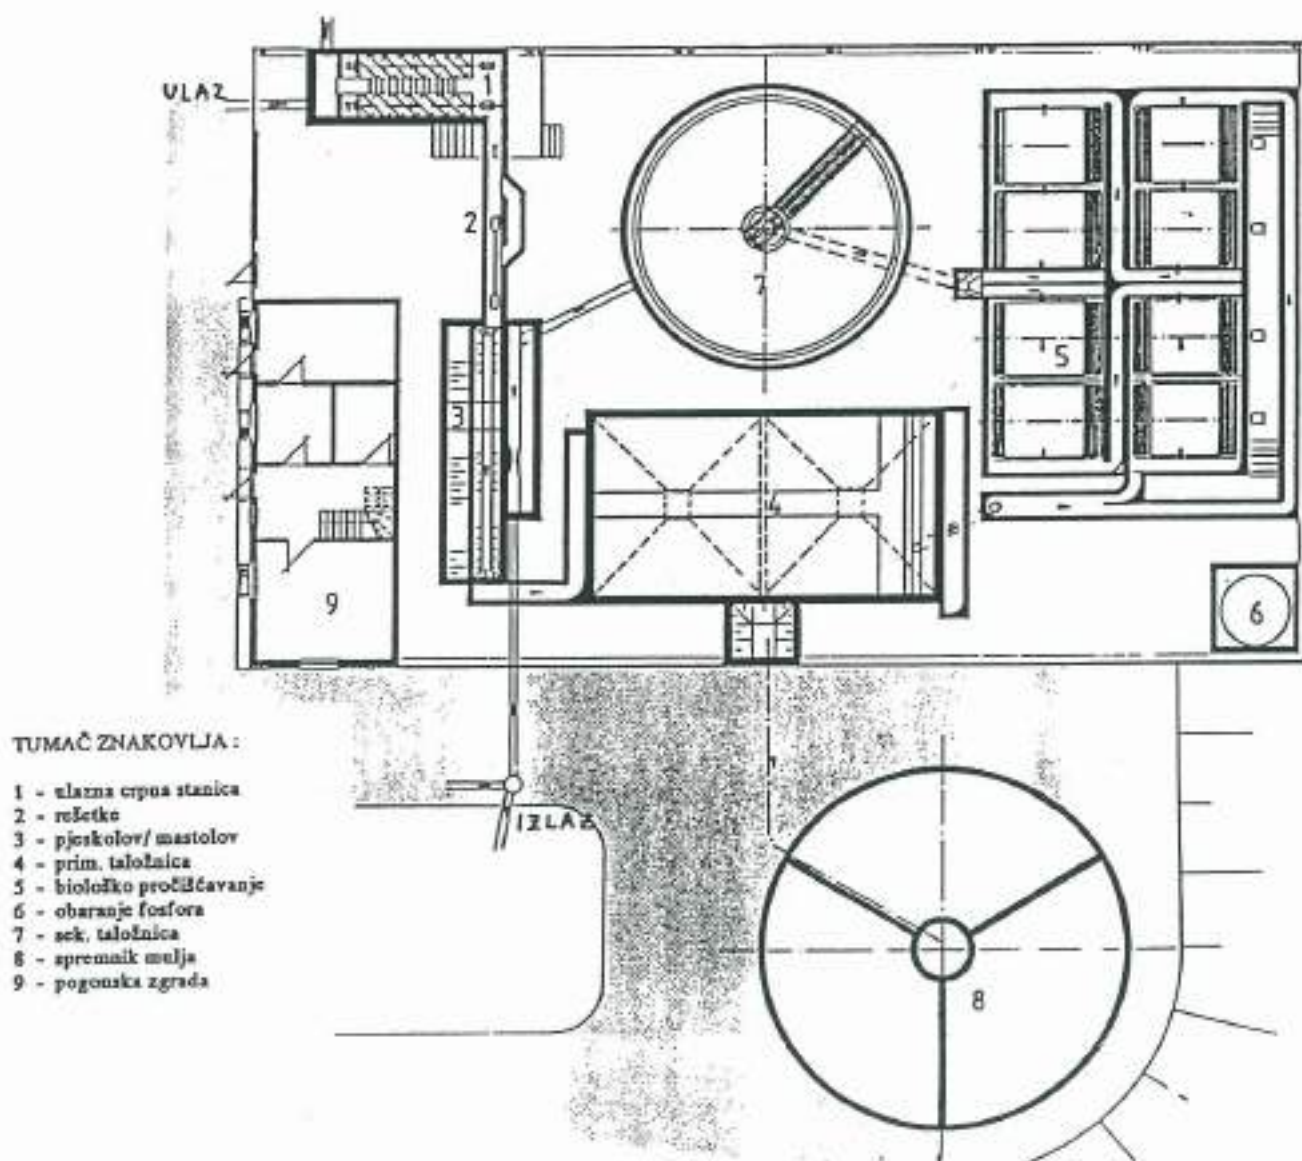 ULAZ
1
2
7
5
3
4
9
6
TUMAČ ZNAKOVLJA :
1 - ulazna crpna stanica
2 - rešetke
3 - pjeskolov/ mastolov
4 - prim. taložnica
5 - biološko pročišćavanje
6 - obaranje fosfora
7 - sek. taložnica
8 - spremnik mulja
9 - pogonska zgrada
IZLAZ
8